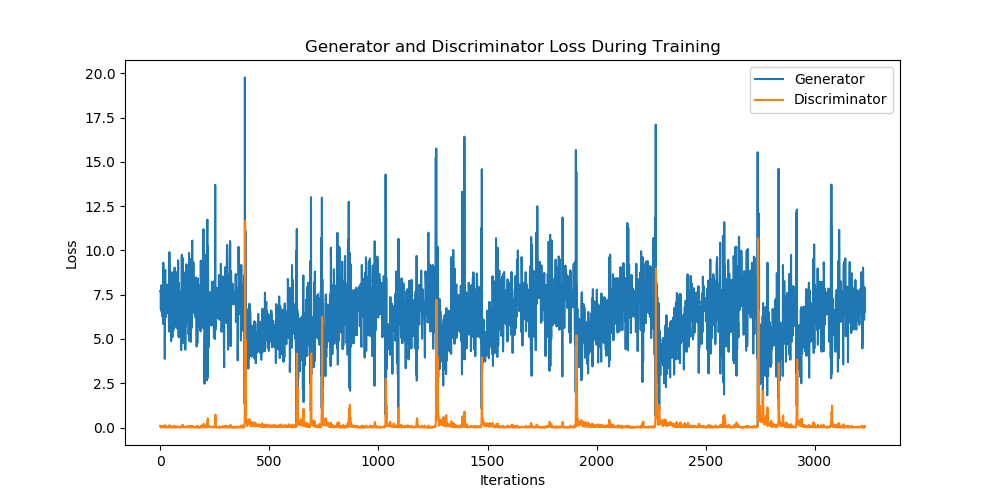 Generator and Discriminator Loss During Training
Generator
Discriminator
Loss
20.0
17.5
15.0
12.5
10.0
7.5
5.0
2.5
0.0
0 500 1000 1500 2000 2500 3000
Iterations